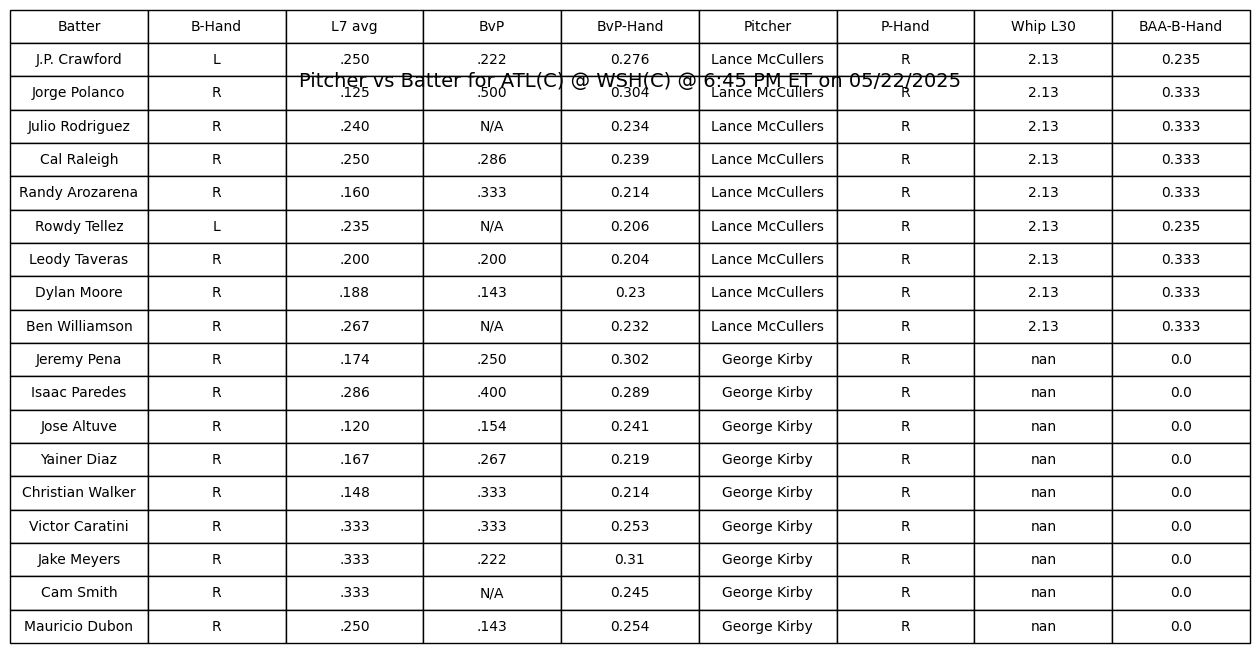 Batter B-Hand L7 avg BvP BvP-Hand Pitcher P-Hand Whip L30 BAA-B-Hand
J.P. Crawford L .250 .222 0.276 Lance McCullers R 2.13 0.235
Pitcher vs Batter for ATL(C) @ WSH(C) @ 6:45 PM ET on 05/22/2025
Jorge Polanco R .125 .500 0.304 Lance McCullers R 2.13 0.333
Julio Rodriguez R .240 N/A 0.234 Lance McCullers R 2.13 0.333
Cal Raleigh R .250 .286 0.239 Lance McCullers R 2.13 0.333
Randy Arozarena R .160 .333 0.214 Lance McCullers R 2.13 0.333
Rowdy Tellez L .235 N/A 0.206 Lance McCullers R 2.13 0.235
Leody Taveras R .200 .200 0.204 Lance McCullers R 2.13 0.333
Dylan Moore R .188 .143 0.23 Lance McCullers R 2.13 0.333
Ben Williamson R .267 N/A 0.232 Lance McCullers R 2.13 0.333
Jeremy Pena R .174 .250 0.302 George Kirby R nan 0.0
Isaac Paredes R .286 .400 0.289 George Kirby R nan 0.0
Jose Altuve R .120 .154 0.241 George Kirby R nan 0.0
Yainer Diaz R .167 .267 0.219 George Kirby R nan 0.0
Christian Walker R .148 .333 0.214 George Kirby R nan 0.0
Victor Caratini R .333 .333 0.253 George Kirby R nan 0.0
Jake Meyers R .333 .222 0.31 George Kirby R nan 0.0
Cam Smith R .333 N/A 0.245 George Kirby R nan 0.0
Mauricio Dubon R .250 .143 0.254 George Kirby R nan 0.0